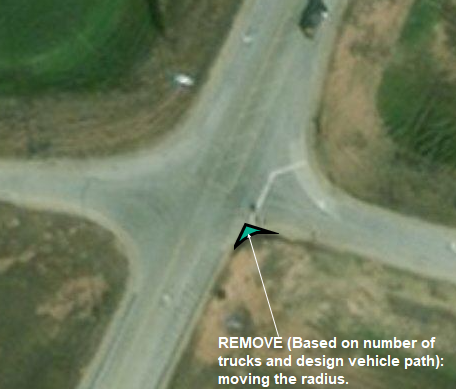 REMOVE (Based on number of
trucks and design vehicle path):
moving the radius.